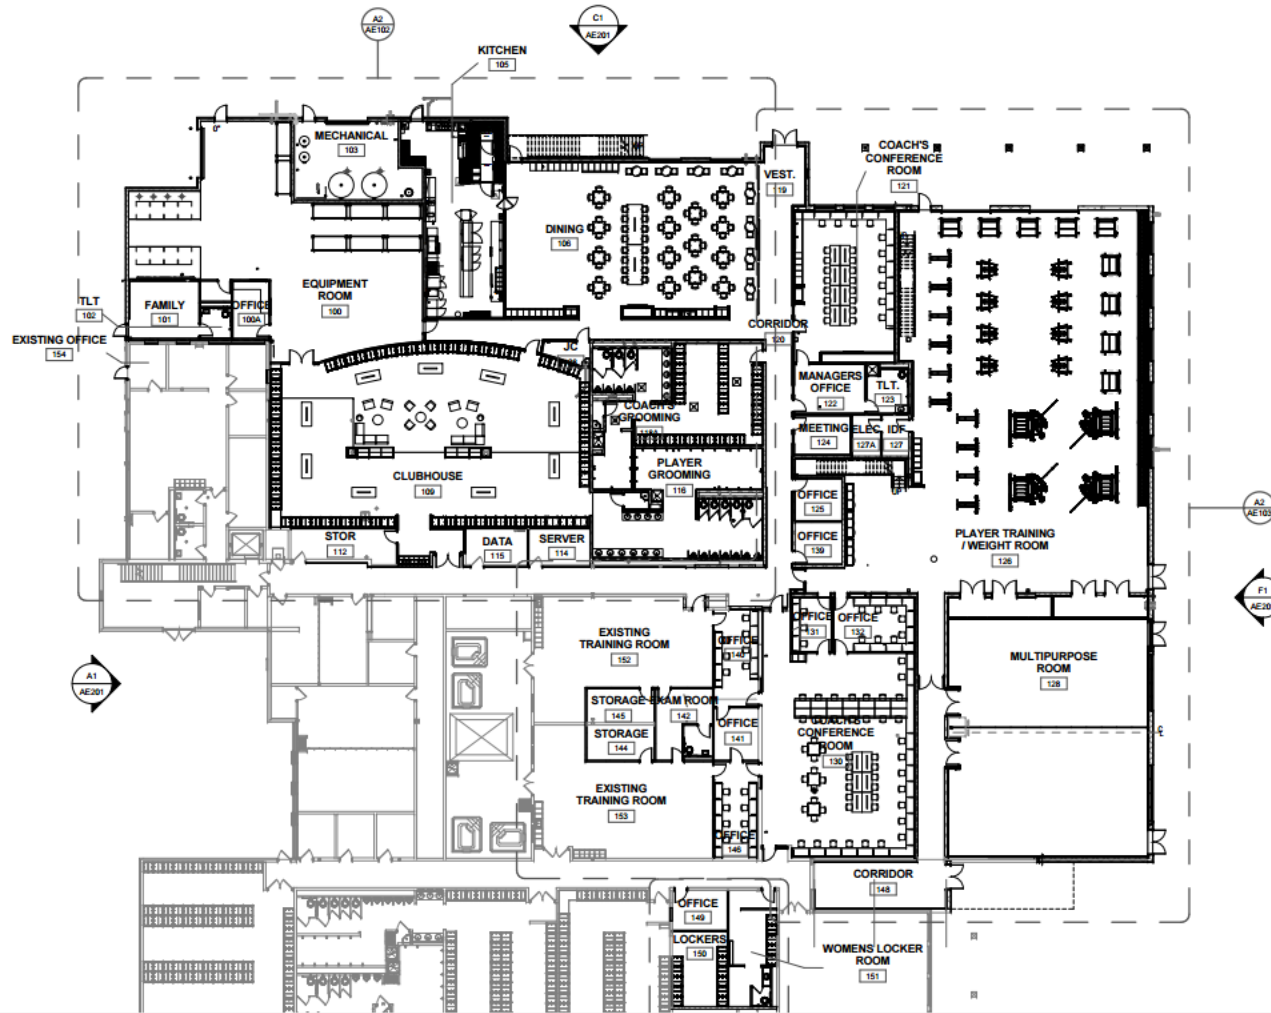 A2
AE102
C1
AE201
KITCHEN
105
MECHANICAL
103
COACH'S
CONFERENCE
ROOM
121
VEST.
119
DINING
106
EQUIPMENT
ROOM
100
TLT
102
FAMILY
101
OFFICE
100A
EXISTING OFFICE
154
CORRIDOR
120
JC
MANAGERS
OFFICE
122
TLT.
123
COACH'S
GROOMING
118A
MEETING
124
ELEC.
127A
IDF
127
PLAYER
GROOMING
116
CLUBHOUSE
109
OFFICE
125
UP
A2
AE103
STOR
112
DATA
115
SERVER
114
OFFICE
139
PLAYER TRAINING
/ WEIGHT ROOM
126
F1
EXISTING
TRAINING ROOM
152
OFFICE
140
OFFICE
131
OFFICE
132
MULTIPURPOSE
ROOM
128
A1
AE201
STORAGE
145
EXAM ROOM
142
STORAGE
144
OFFICE
141
COACH'S
CONFERENCE
ROOM
130
EXISTING
TRAINING ROOM
153
OFFICE
146
CORRIDOR
148
OFFICE
149
LOCKERS
150
WOMENS LOCKER
ROOM
151